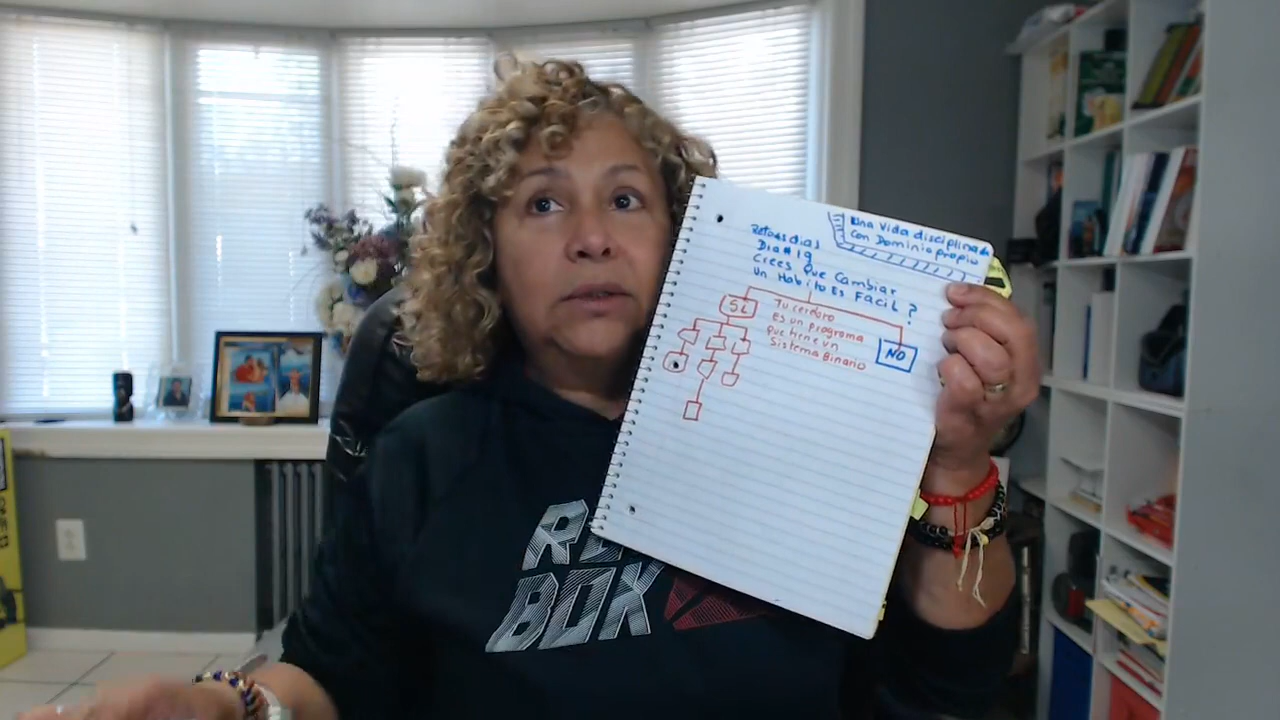 Una Vida disciplinada
Con Dominio propio
Retos dias
Dia #19
Crees Que Cambiar
Un Habito Es Facil?
Si
Tu cerebro
Es un programa
que tiene un
Sistema Binario
NO
BOX